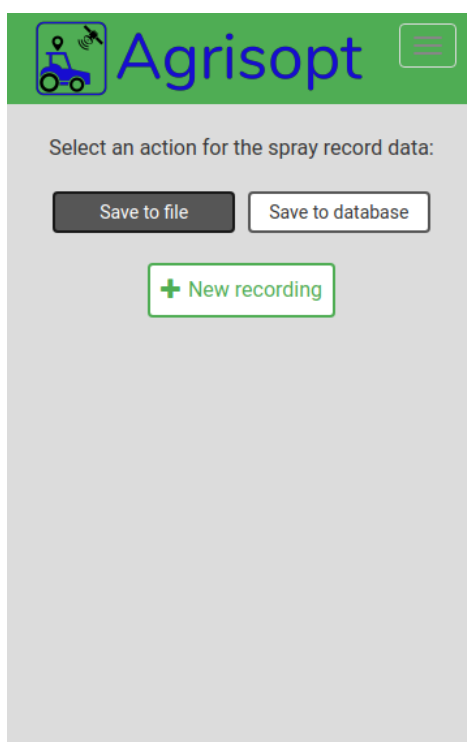 Agrisopt
Select an action for the spray record data:
Save to file
Save to database
New recording